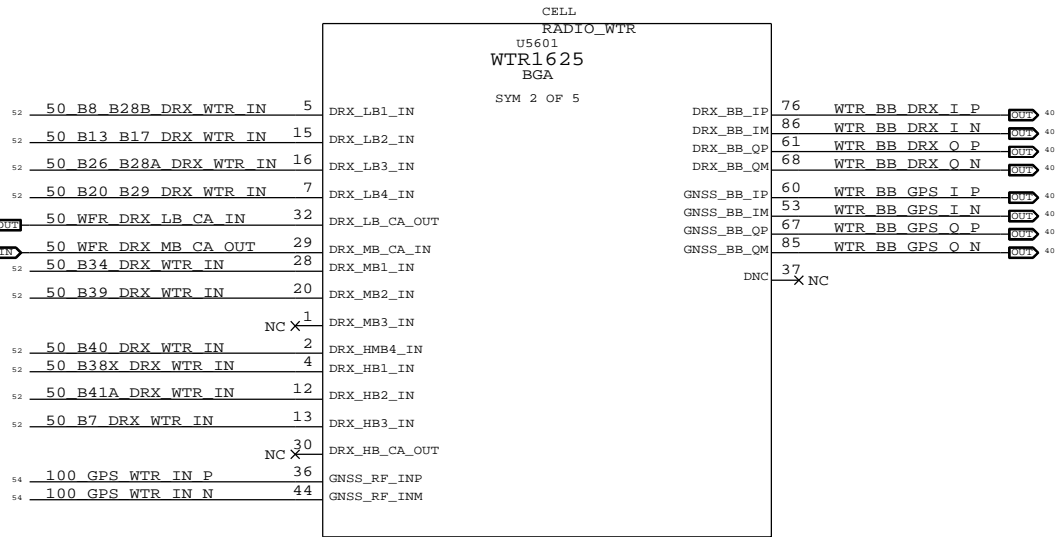 CELL
RADIO_WTR
U5601
WTR1625
BGA
SYM 2 OF 5
52 50_B8_B28B_DRX_WTR_IN 5 DRX_LB1_IN
52 50_B13_B17_DRX_WTR_IN 15 DRX_LB2_IN
52 50_B26_B28A_DRX_WTR_IN 16 DRX_LB3_IN
52 50_B20_B29_DRX_WTR_IN 7 DRX_LB4_IN
OUT 50_WFR_DRX_LB_CA_IN 32 DRX_LB_CA_OUT
IN 50_WFR_DRX_MB_CA_OUT 29 DRX_MB_CA_IN
52 50_B34_DRX_WTR_IN 28 DRX_MB1_IN
52 50_B39_DRX_WTR_IN 20 DRX_MB2_IN
NC 1 DRX_MB3_IN
52 50_B40_DRX_WTR_IN 2 DRX_HMB4_IN
52 50_B38X_DRX_WTR_IN 4 DRX_HB1_IN
52 50_B41A_DRX_WTR_IN 12 DRX_HB2_IN
52 50_B7_DRX_WTR_IN 13 DRX_HB3_IN
NC 30 DRX_HB_CA_OUT
54 100_GPS_WTR_IN_P 36 GNSS_RF_INP
54 100_GPS_WTR_IN_N 44 GNSS_RF_INM
DRX_BB_IP 76 WTR_BB_DRX_I_P OUT 40
DRX_BB_IM 86 WTR_BB_DRX_I_N OUT 40
DRX_BB_QP 61 WTR_BB_DRX_Q_P OUT 40
DRX_BB_QM 68 WTR_BB_DRX_Q_N OUT 40
GNSS_BB_IP 60 WTR_BB_GPS_I_P OUT 40
GNSS_BB_IM 53 WTR_BB_GPS_I_N OUT 40
GNSS_BB_QP 67 WTR_BB_GPS_Q_P OUT 40
GNSS_BB_QM 85 WTR_BB_GPS_Q_N OUT 40
DNC 37 NC